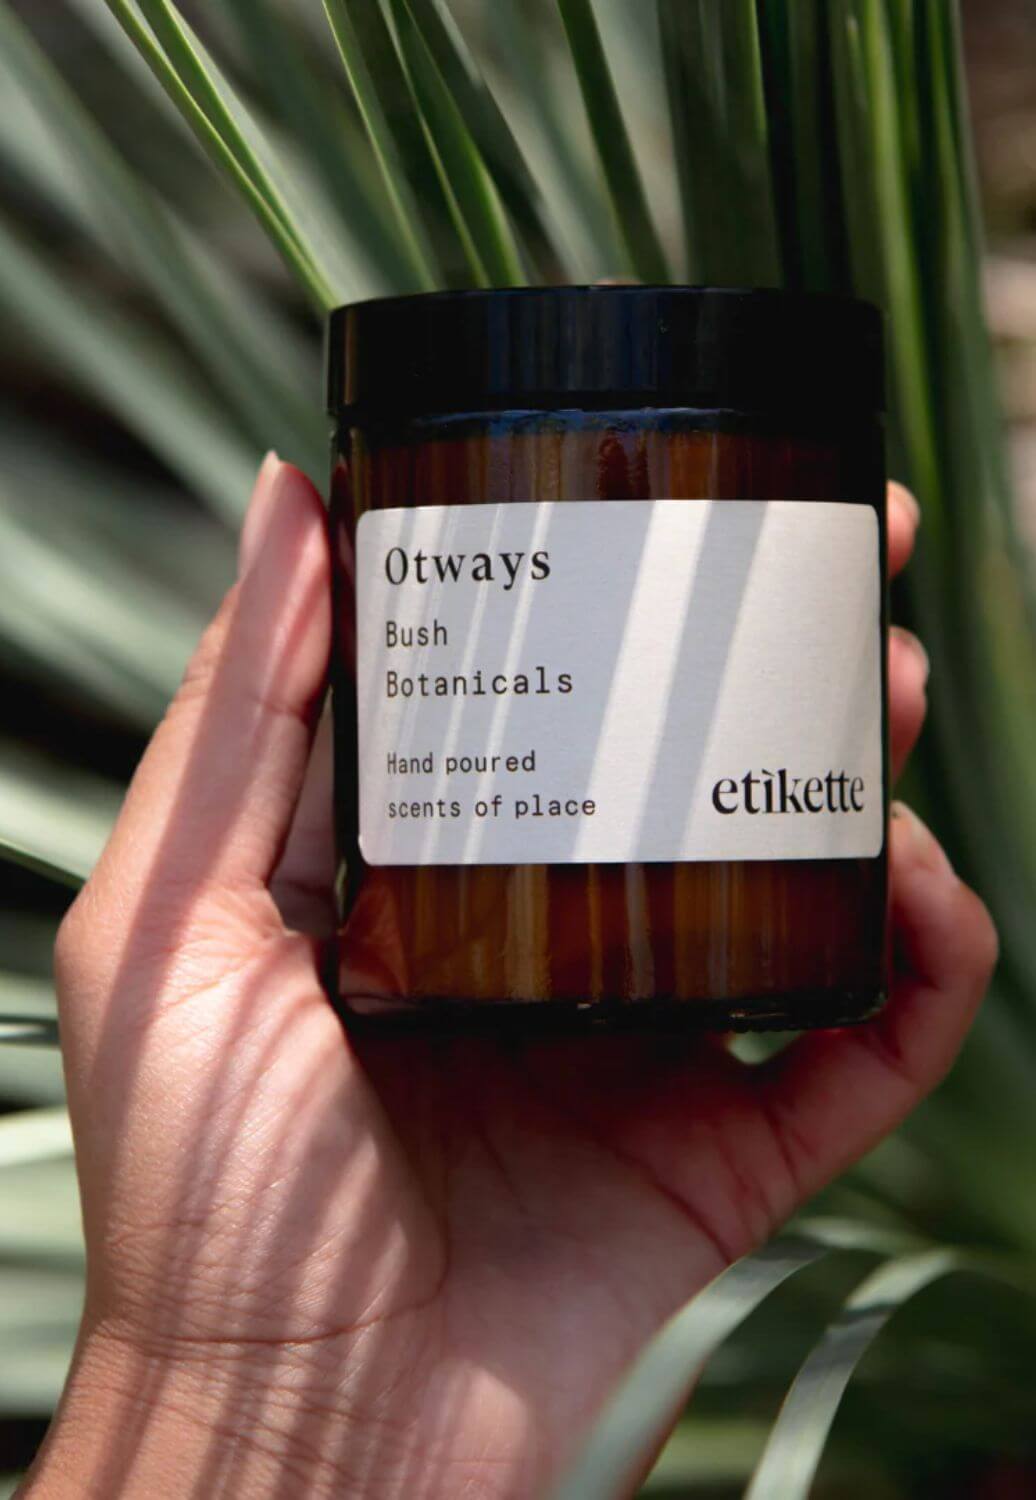 Otways
Bush
Botanicals
Hand poured
scents of place
etìkette